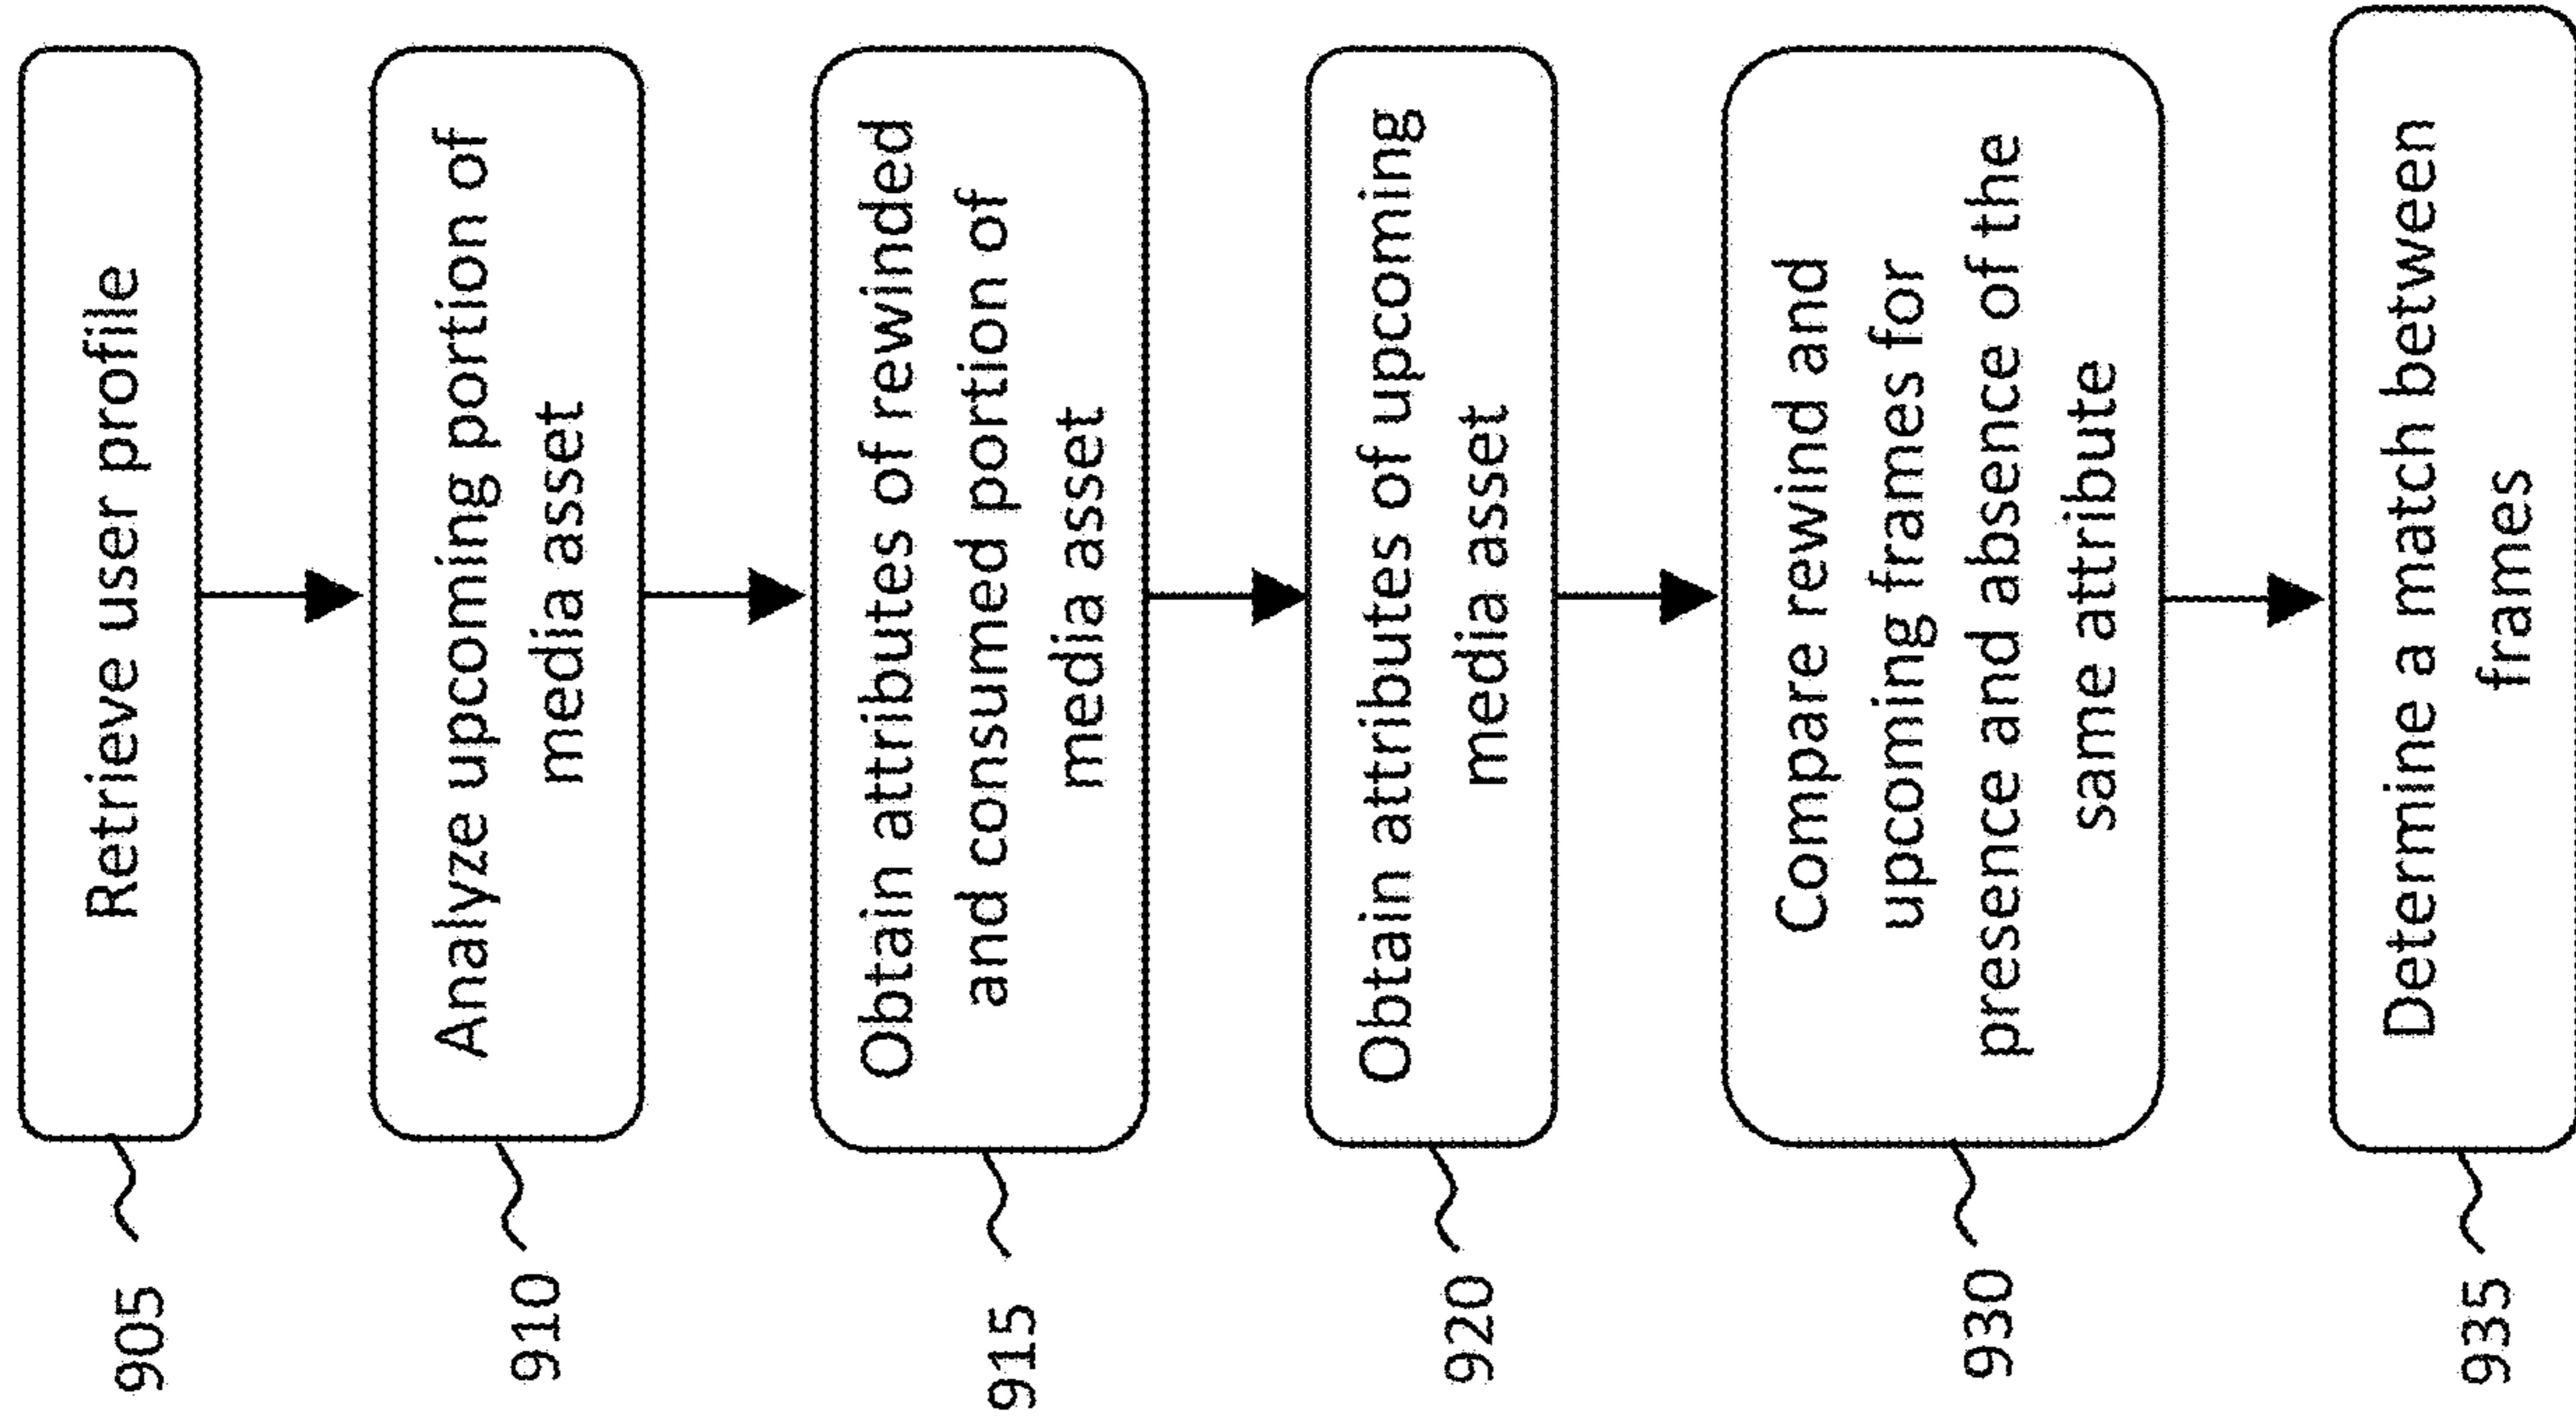 905
Retrieve user profile
910
Analyze upcoming portion of
media asset
915
Obtain attributes of rewinded
and consumed portion of
media asset
920
Obtain attributes of upcoming
media asset
930
Compare rewind and
upcoming frames for
presence and absence of the
same attribute
935
Determine a match between
frames